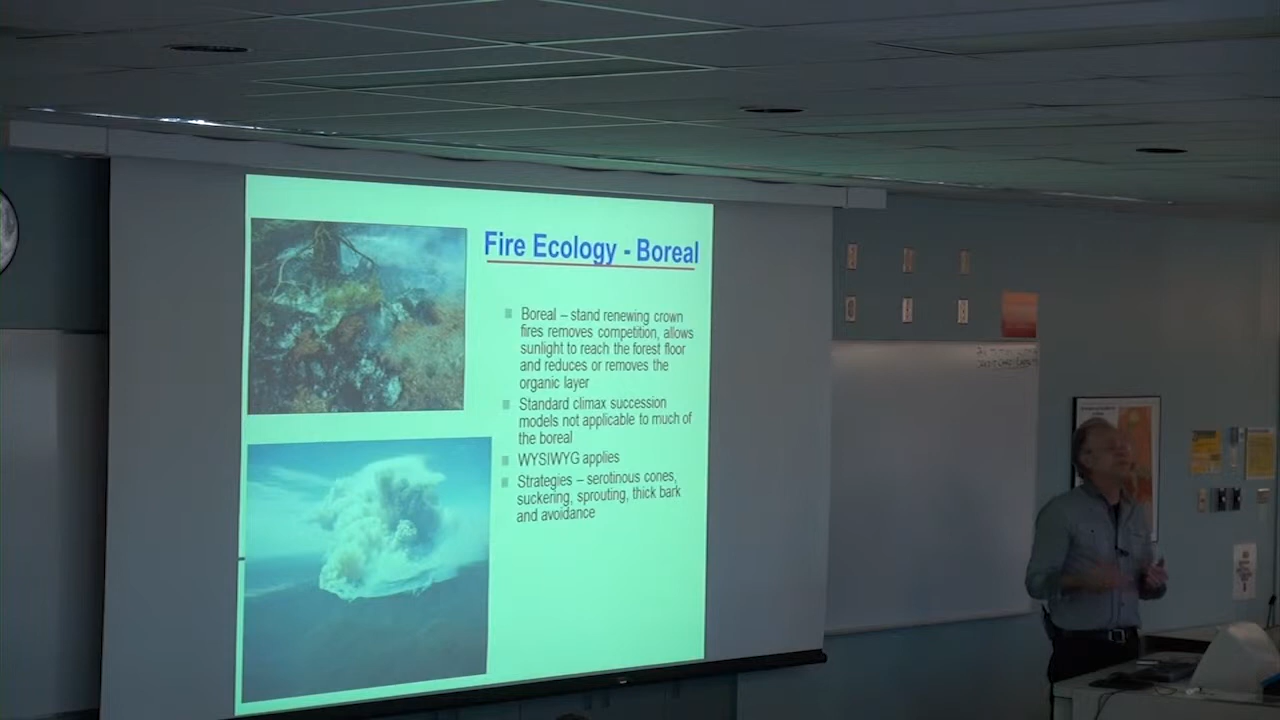 Fire Ecology - Boreal
Boreal – stand renewing crown
fires removes competition, allows
sunlight to reach the forest floor
and reduces or removes the
organic layer
Standard climax succession
models not applicable to much of
the boreal
WYSIWYG applies
Strategies – serotinous cones,
suckering, sprouting, thick bark
and avoidance